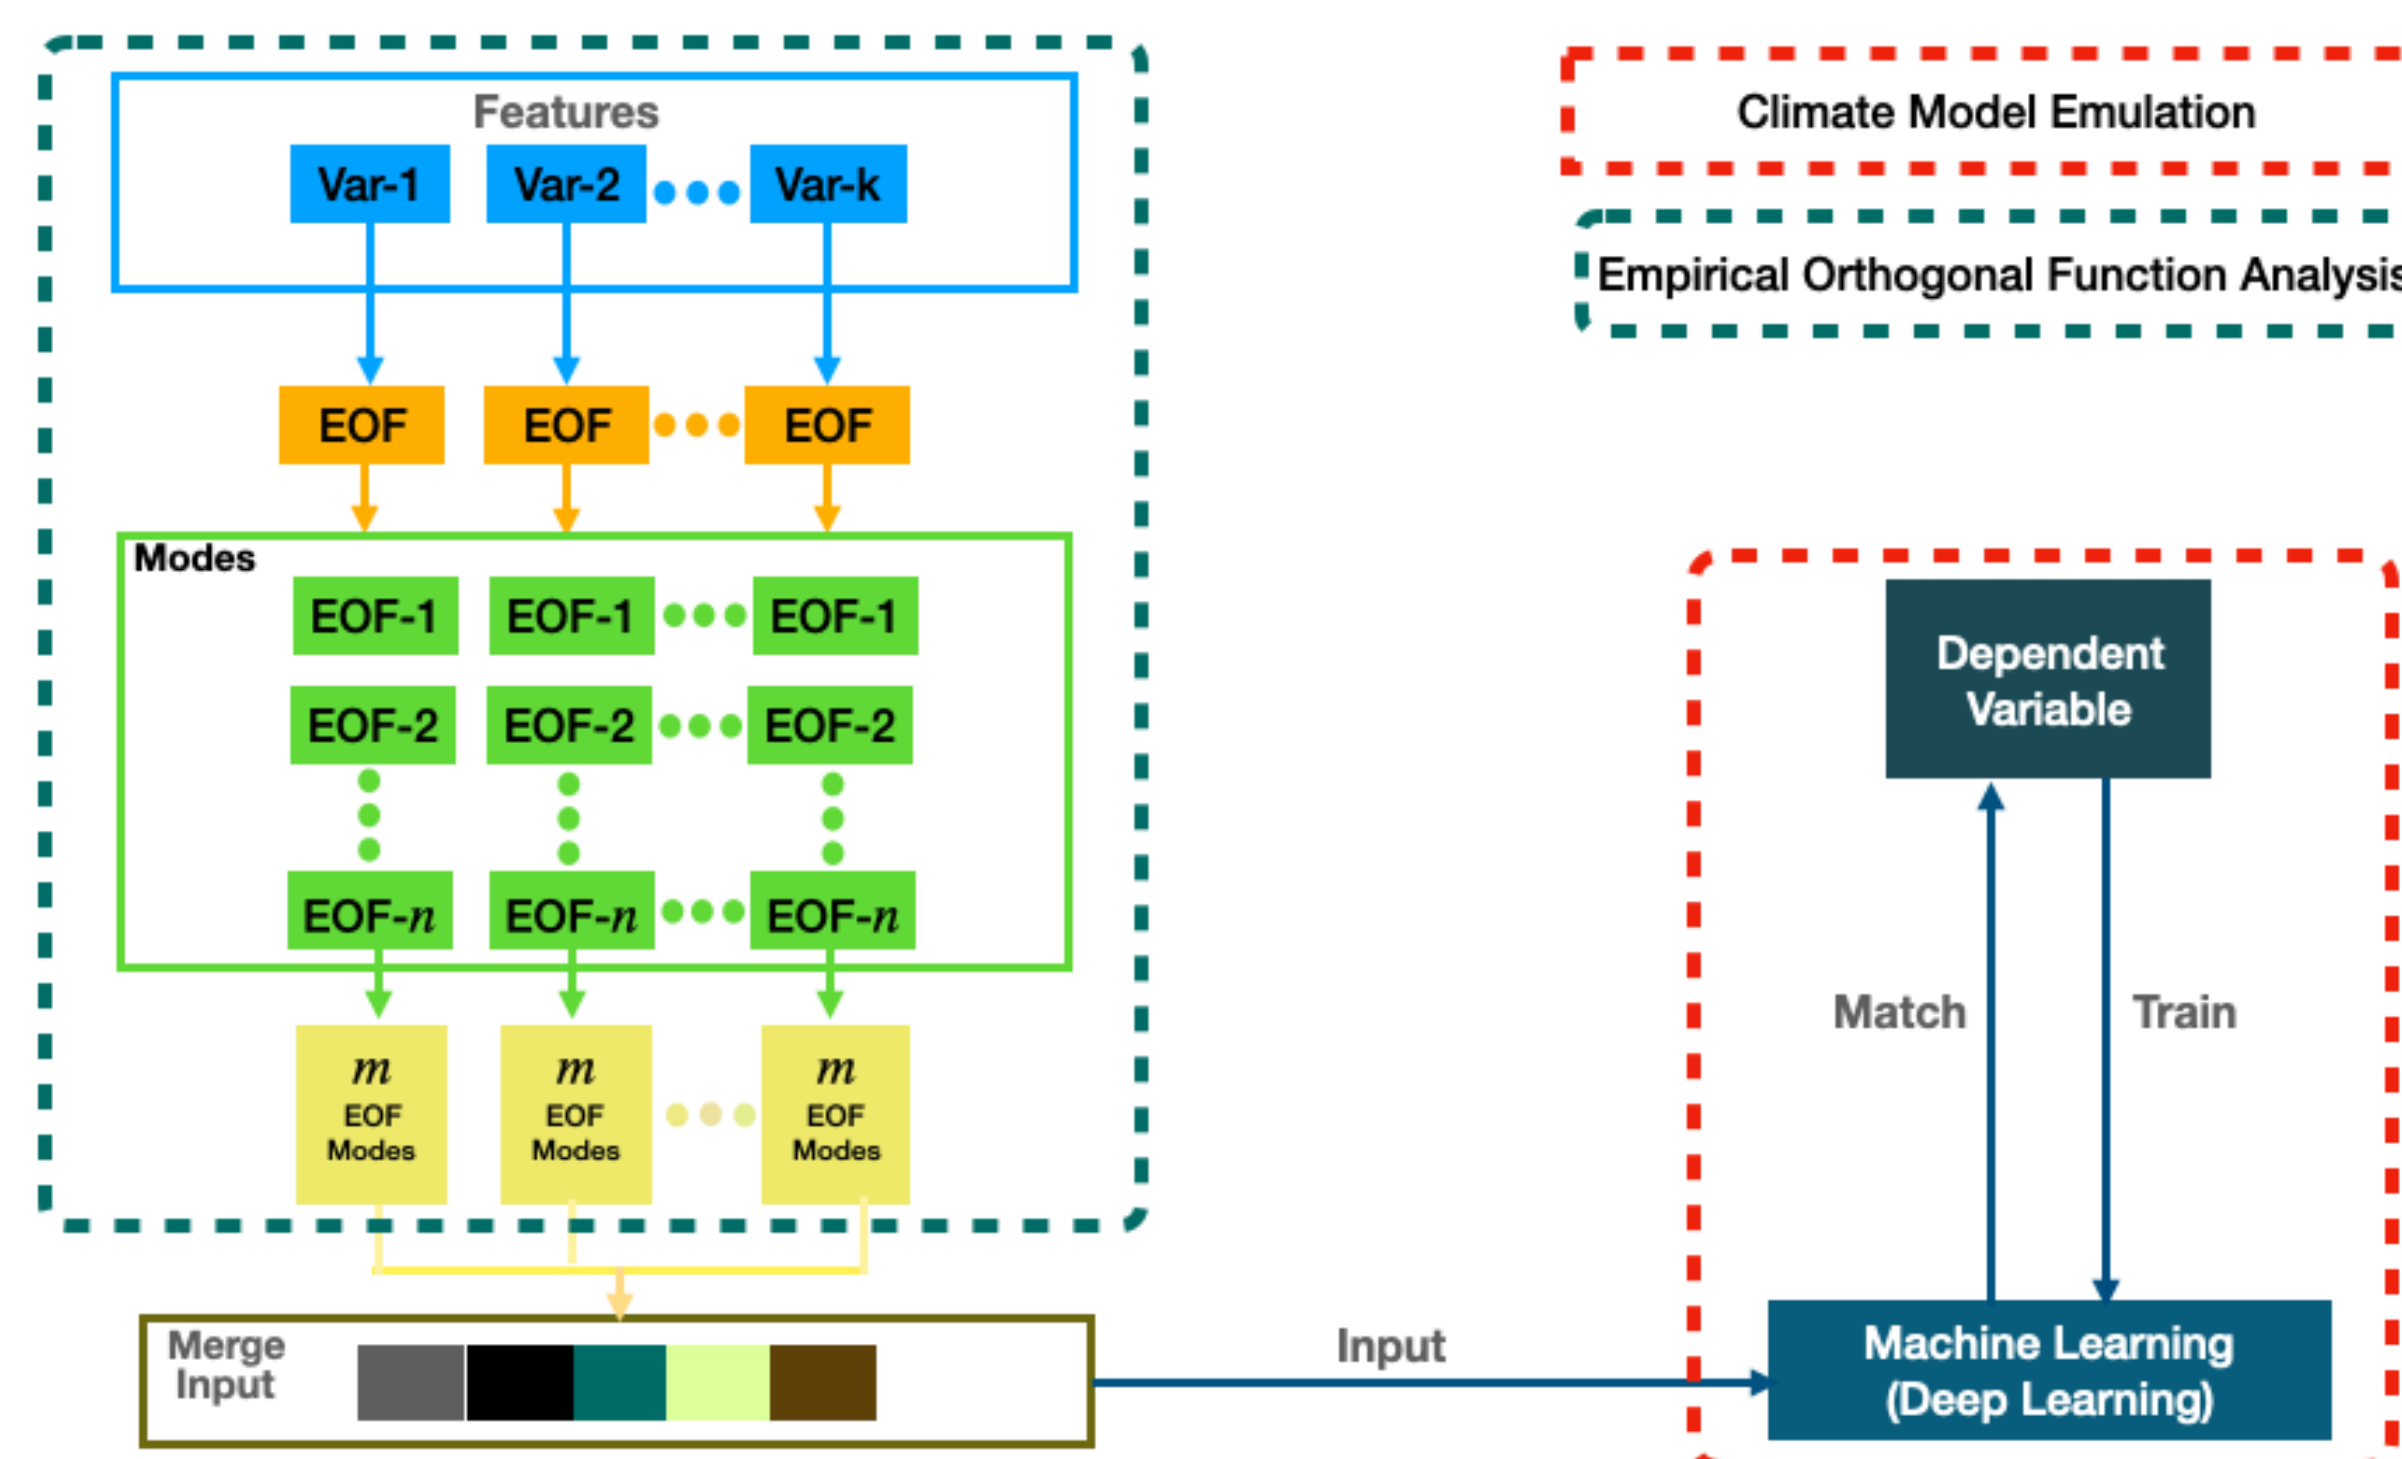 Features
Var-1 Var-2 Var-k
EOF EOF EOF
Modes
EOF-1 EOF-1 EOF-1
EOF-2 EOF-2 EOF-2
EOF-n EOF-n EOF-n
m m m
EOF EOF EOF
Modes Modes Modes
Merge
Input
Input
Climate Model Emulation
Empirical Orthogonal Function Analysis
Dependent
Variable
Match Train
Machine Learning
(Deep Learning)